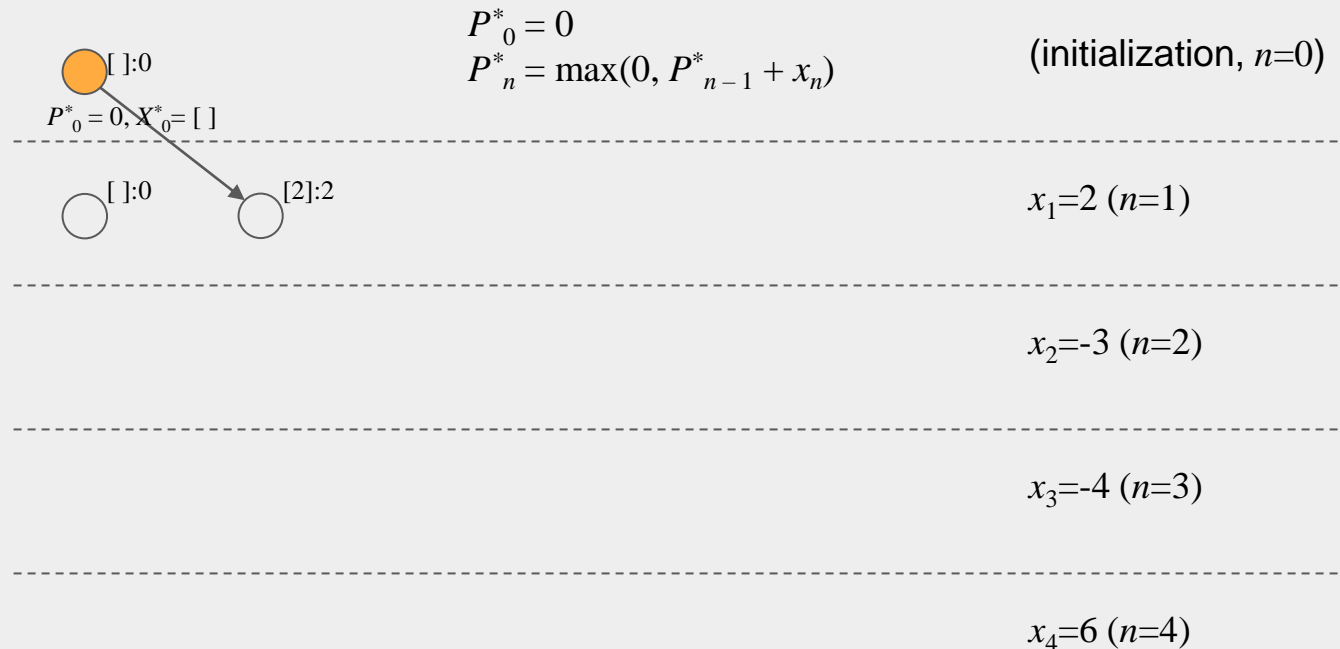 P*₀ = 0
P*ₙ = max(0, P*ₙ₋₁ + xₙ)
(initialization, n=0)
[ ]:0
P*₀ = 0, X*₀= [ ]
[ ]:0
[2]:2
x₁=2 (n=1)
x₂=-3 (n=2)
x₃=-4 (n=3)
x₄=6 (n=4)